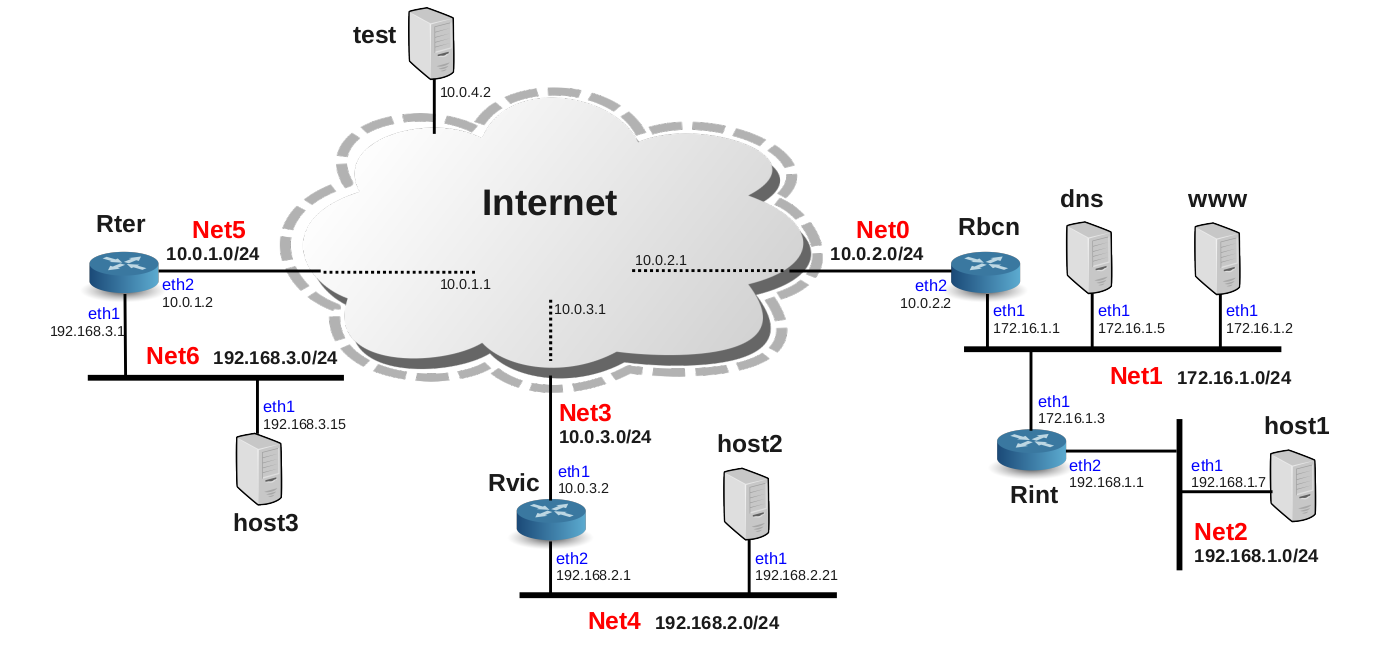 test
10.0.4.2
Internet
Rter
Net5
10.0.1.0/24
eth2
10.0.1.2
10.0.1.1
eth1
192.168.3.1
Net6 192.168.3.0/24
eth1
192.168.3.15
host3
10.0.3.1
Net3
10.0.3.0/24
Rvic
eth1
10.0.3.2
eth2
192.168.2.1
host2
eth1
192.168.2.21
Net4 192.168.2.0/24
10.0.2.1
Net0
10.0.2.0/24
Rbcn
eth2
10.0.2.2
eth1
172.16.1.1
dns
eth1
172.16.1.5
www
eth1
172.16.1.2
Net1 172.16.1.0/24
eth1
172.16.1.3
Rint
eth2
192.168.1.1
host1
eth1
192.168.1.7
Net2
192.168.1.0/24